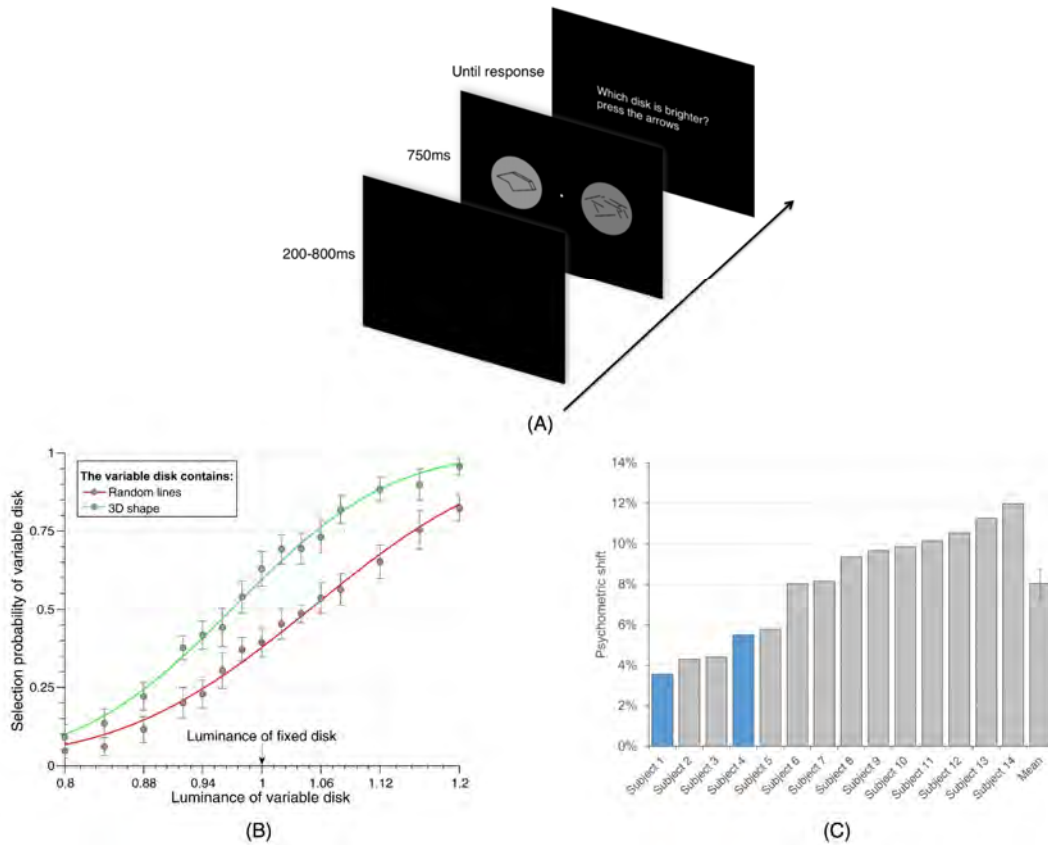 Until response
Which disk is brighter?
press the arrows
750ms
200-800ms
(A)
Selection probability of variable disk
1
0.75
0.5
0.25
0
The variable disk contains:
Random lines
3D shape
Luminance of fixed disk
0.8
0.88
0.94
1
1.06
1.12
1.2
Luminance of variable disk
(B)
Psychometric shift
14%
12%
10%
8%
6%
4%
2%
0%
Subject 1
Subject 2
Subject 3
Subject 4
Subject 5
Subject 6
Subject 7
Subject 8
Subject 9
Subject 10
Subject 11
Subject 12
Subject 13
Subject 14
Mean
(C)